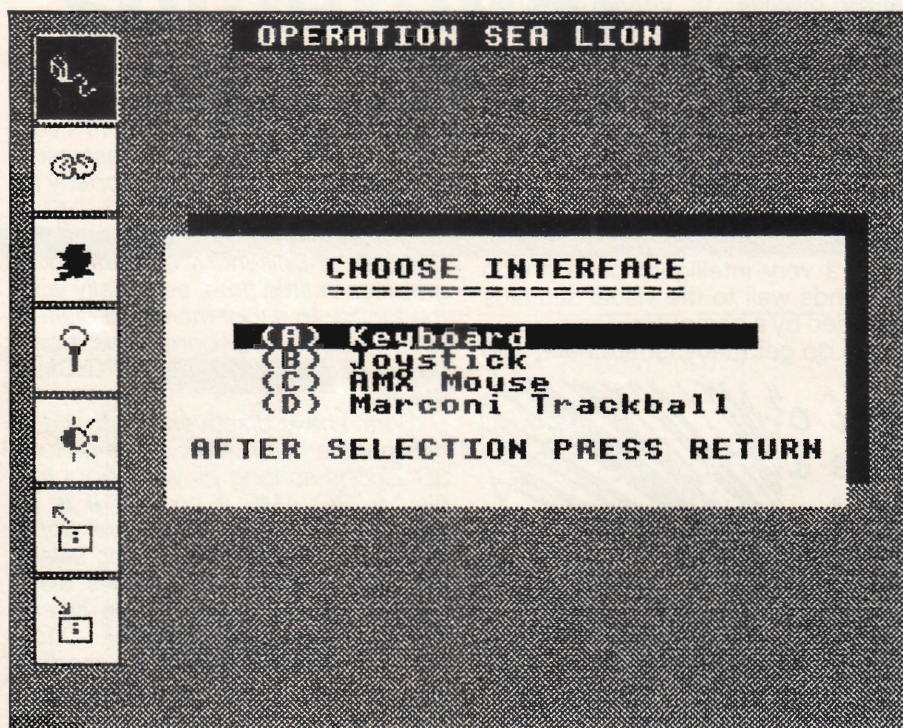 OPERATION SEA LION
CHOOSE INTERFACE
================
(A) Keyboard
(B) Joystick
(C) AMX Mouse
(D) Marconi Trackball
AFTER SELECTION PRESS RETURN